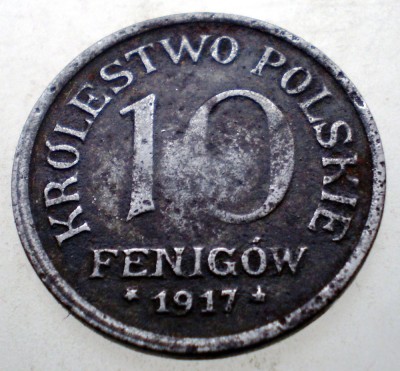 KRÓLESTWO POLSKIE
10
FENIGÓW
* 1917 *